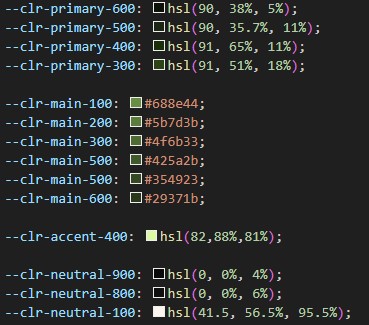 --clr-primary-600: hsl(90, 38%, 5%);
--clr-primary-500: hsl(90, 35.7%, 11%);
--clr-primary-400: hsl(91, 65%, 11%);
--clr-primary-300: hsl(91, 51%, 18%);
--clr-main-100: #688e44;
--clr-main-200: #5b7d3b;
--clr-main-300: #4f6b33;
--clr-main-500: #425a2b;
--clr-main-500: #354923;
--clr-main-600: #29371b;
--clr-accent-400: hsl(82,88%,81%);
--clr-neutral-900: hsl(0, 0%, 4%);
--clr-neutral-800: hsl(0, 0%, 6%);
--clr-neutral-100: hsl(41.5, 56.5%, 95.5%);